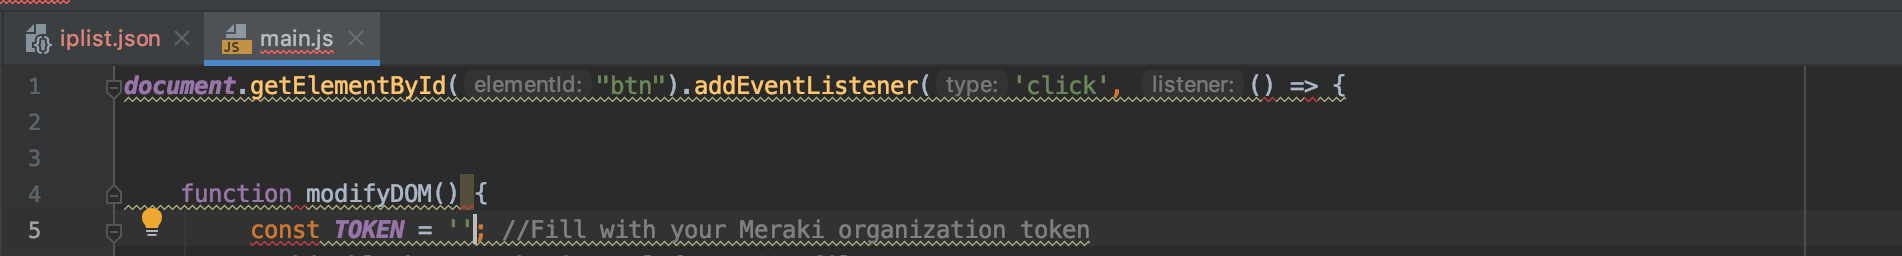 iplist.json main.js
JS
1 document.getElementById( elementId: "btn").addEventListener( type: 'click', listener: () => {
2
3
4 function modifyDOM() {
5 const TOKEN = ''; //Fill with your Meraki organization token